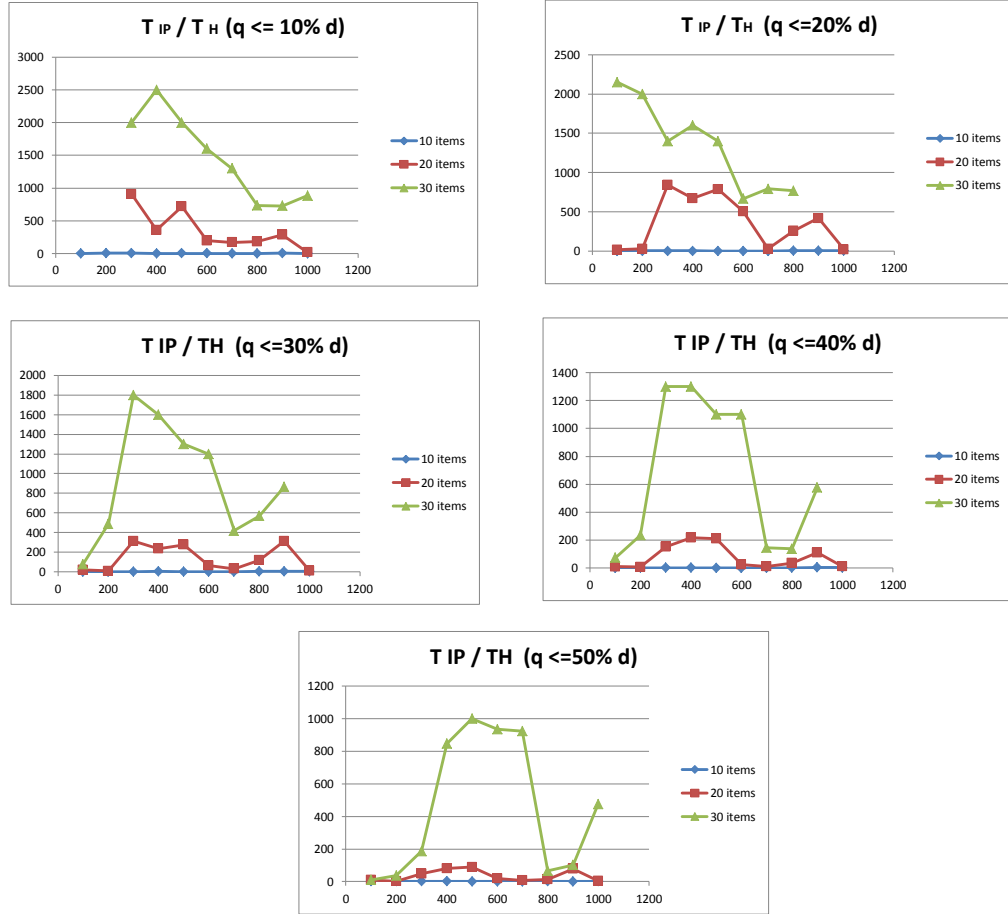 T IP / T H (q <= 10% d)
3000
2500
2000
1500
1000
500
0
0 200 400 600 800 1000 1200
10 items
20 items
30 items
T IP / TH (q <=20% d)
2500
2000
1500
1000
500
0
0 200 400 600 800 1000 1200
10 items
20 items
30 items
T IP / TH (q <=30% d)
2000
1800
1600
1400
1200
1000
800
600
400
200
0
0 200 400 600 800 1000 1200
10 items
20 items
30 items
T IP / TH (q <=40% d)
1400
1200
1000
800
600
400
200
0
0 200 400 600 800 1000 1200
10 items
20 items
30 items
T IP / TH (q <=50% d)
1200
1000
800
600
400
200
0
0 200 400 600 800 1000 1200
10 items
20 items
30 items